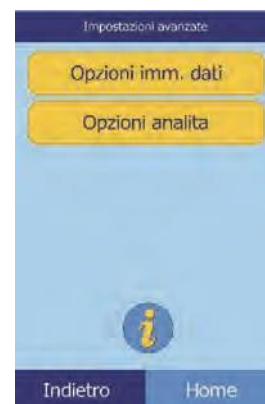 Impostazioni avanzate
Opzioni imm. dati
Opzioni analita
i
Indietro Home